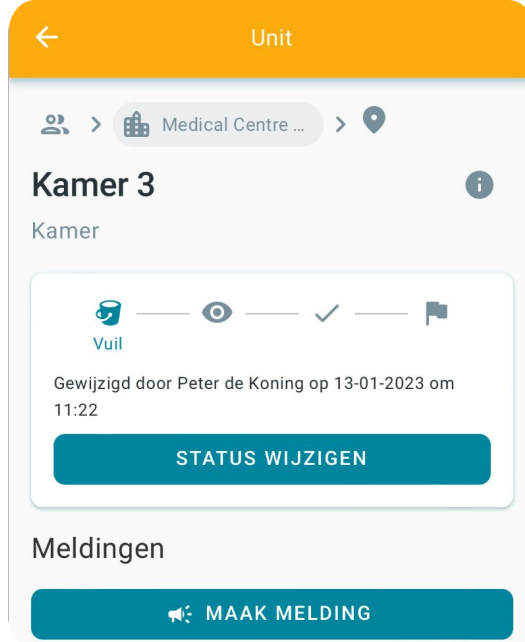 Unit
Medical Centre ...
Kamer 3
Kamer
Vuil
Gewijzigd door Peter de Koning op 13-01-2023 om
11:22
STATUS WIJZIGEN
Meldingen
MAAK MELDING